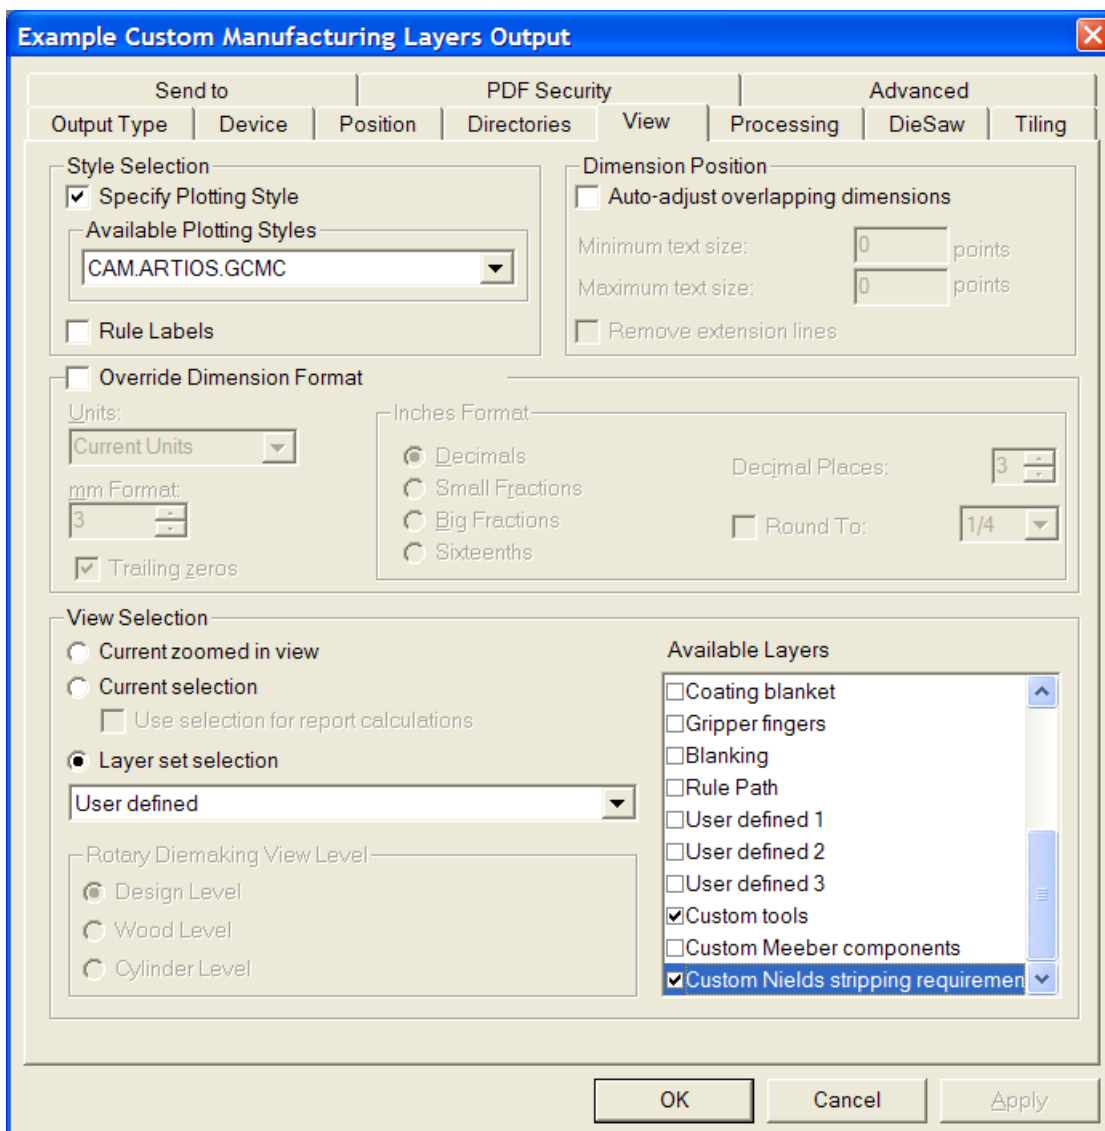 Example Custom Manufacturing Layers Output
Send to PDF Security Advanced
Output Type Device Position Directories View Processing DieSaw Tiling
Style Selection
Specify Plotting Style
Available Plotting Styles
CAM.ARTIOS.GCMC
Rule Labels
Dimension Position
Auto-adjust overlapping dimensions
Minimum text size: 0 points
Maximum text size: 0 points
Remove extension lines
Override Dimension Format
Units:
Current Units
mm Format:
3
Trailing zeros
Inches Format
Decimals
Small Fractions
Big Fractions
Sixteenths
Decimal Places: 3
Round To: 1/4
View Selection
Current zoomed in view
Current selection
Use selection for report calculations
Layer set selection
User defined
Rotary Diemaking View Level
Design Level
Wood Level
Cylinder Level
Available Layers
Coating blanket
Gripper fingers
Blanking
Rule Path
User defined 1
User defined 2
User defined 3
Custom tools
Custom Meeber components
Custom Nields stripping requiremen
OK Cancel Apply